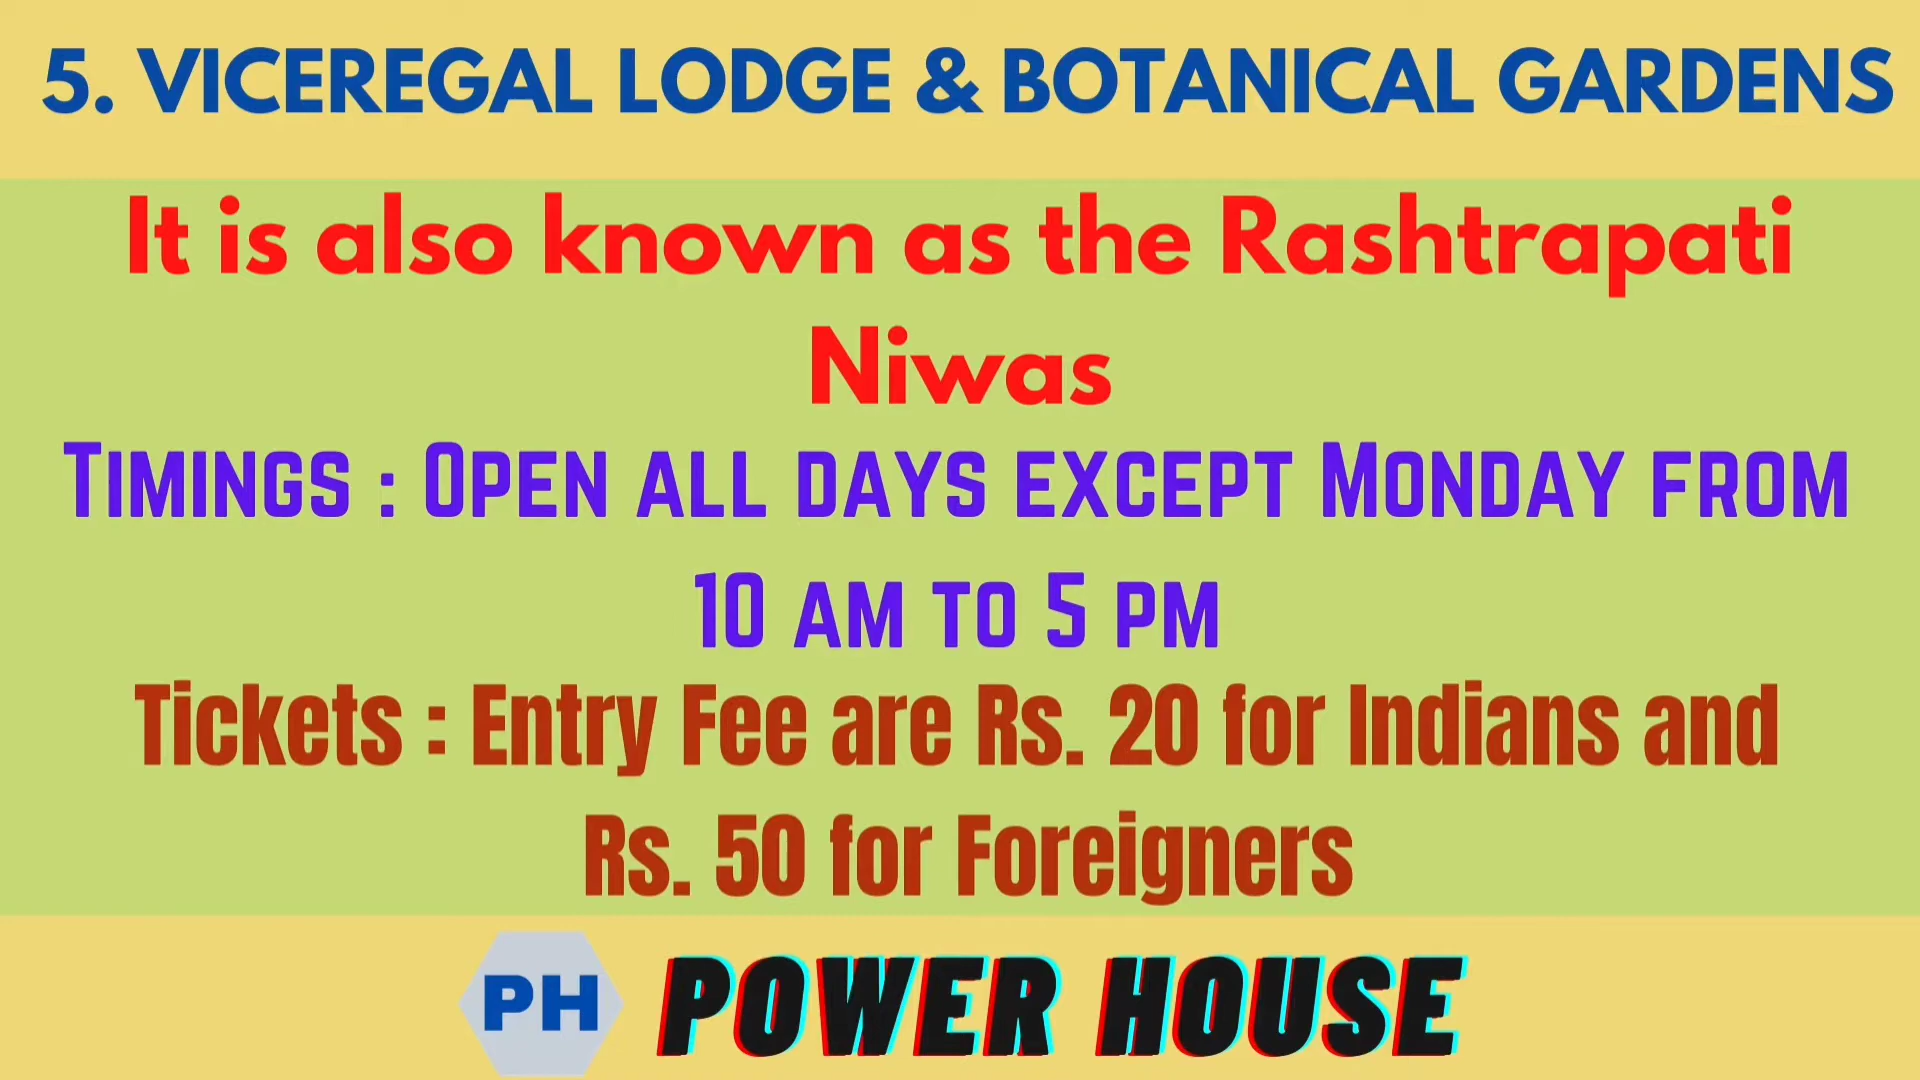 5. VICEREGAL LODGE & BOTANICAL GARDENS
It is also known as the Rashtrapati
Niwas
TIMINGS : OPEN ALL DAYS EXCEPT MONDAY FROM
10 AM TO 5 PM
Tickets : Entry Fee are Rs. 20 for Indians and
Rs. 50 for Foreigners
PH POWER HOUSE